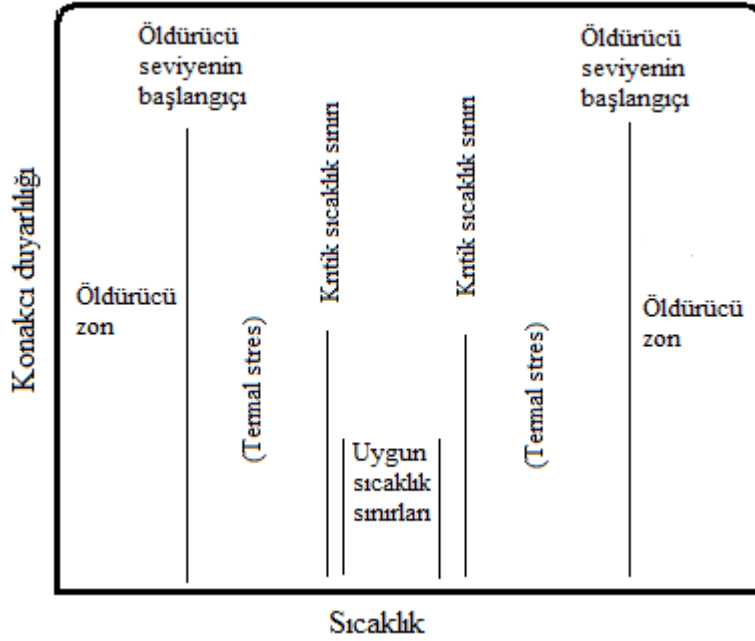 Öldürücü
seviyenin
başlangıçı
Öldürücü
seviyenin
başlangıçı
Kritik sıcaklık sınırı
Kritik sıcaklık sınırı
Konakcı duyarlılığı
Öldürücü
zon
(Termal stres)
Uygun
sıcaklık
sınırları
(Termal stres)
Öldürücü
zon
Sıcaklık